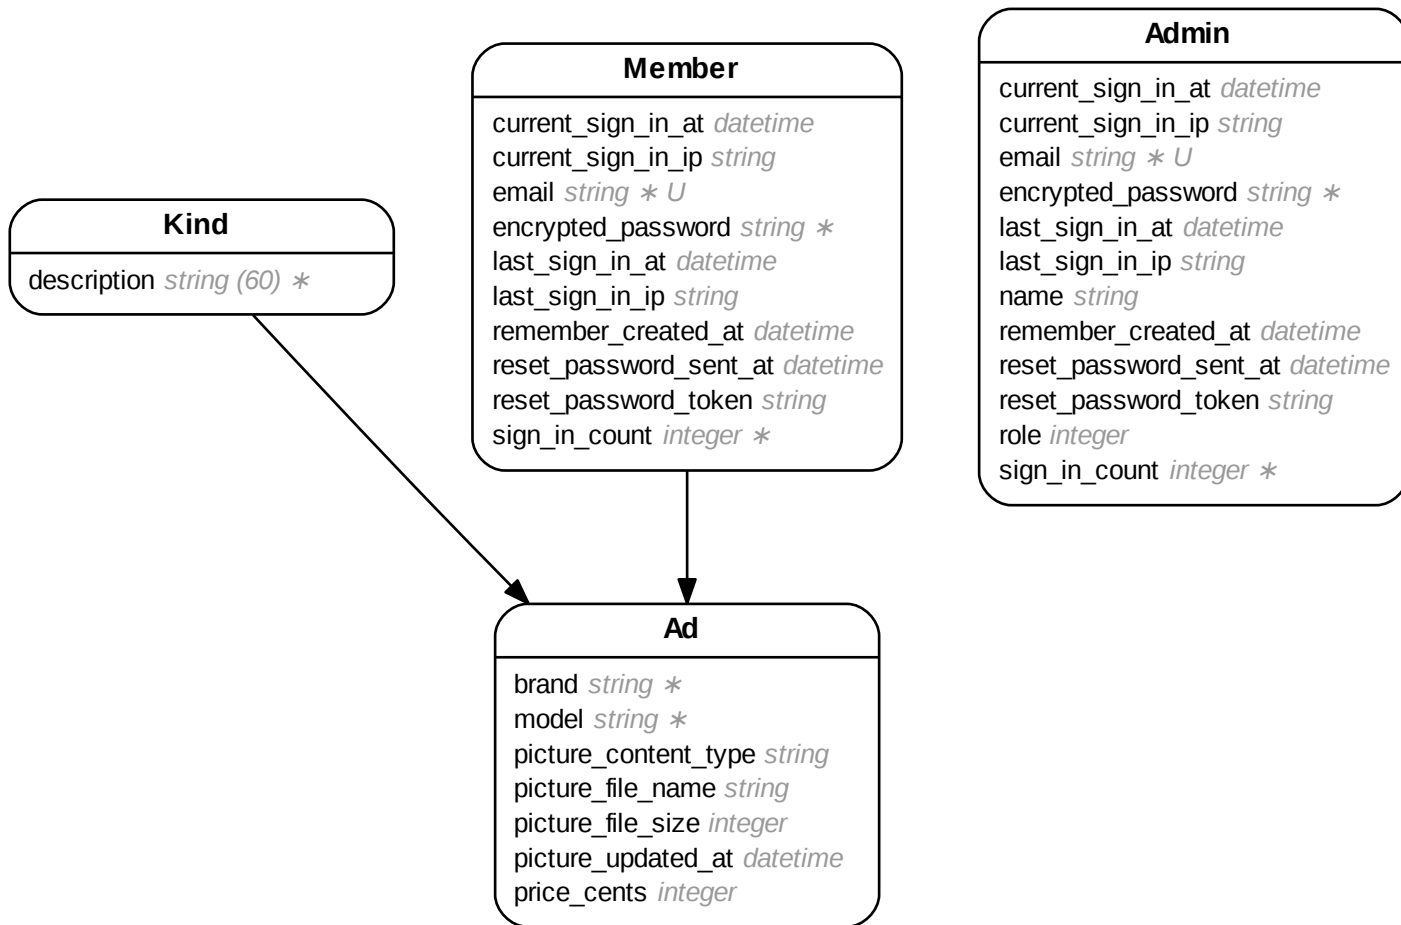 Kind
description string (60) ∗
Member
current_sign_in_at datetime
current_sign_in_ip string
email string ∗ U
encrypted_password string ∗
last_sign_in_at datetime
last_sign_in_ip string
remember_created_at datetime
reset_password_sent_at datetime
reset_password_token string
sign_in_count integer ∗
Admin
current_sign_in_at datetime
current_sign_in_ip string
email string ∗ U
encrypted_password string ∗
last_sign_in_at datetime
last_sign_in_ip string
name string
remember_created_at datetime
reset_password_sent_at datetime
reset_password_token string
role integer
sign_in_count integer ∗
Ad
brand string ∗
model string ∗
picture_content_type string
picture_file_name string
picture_file_size integer
picture_updated_at datetime
price_cents integer